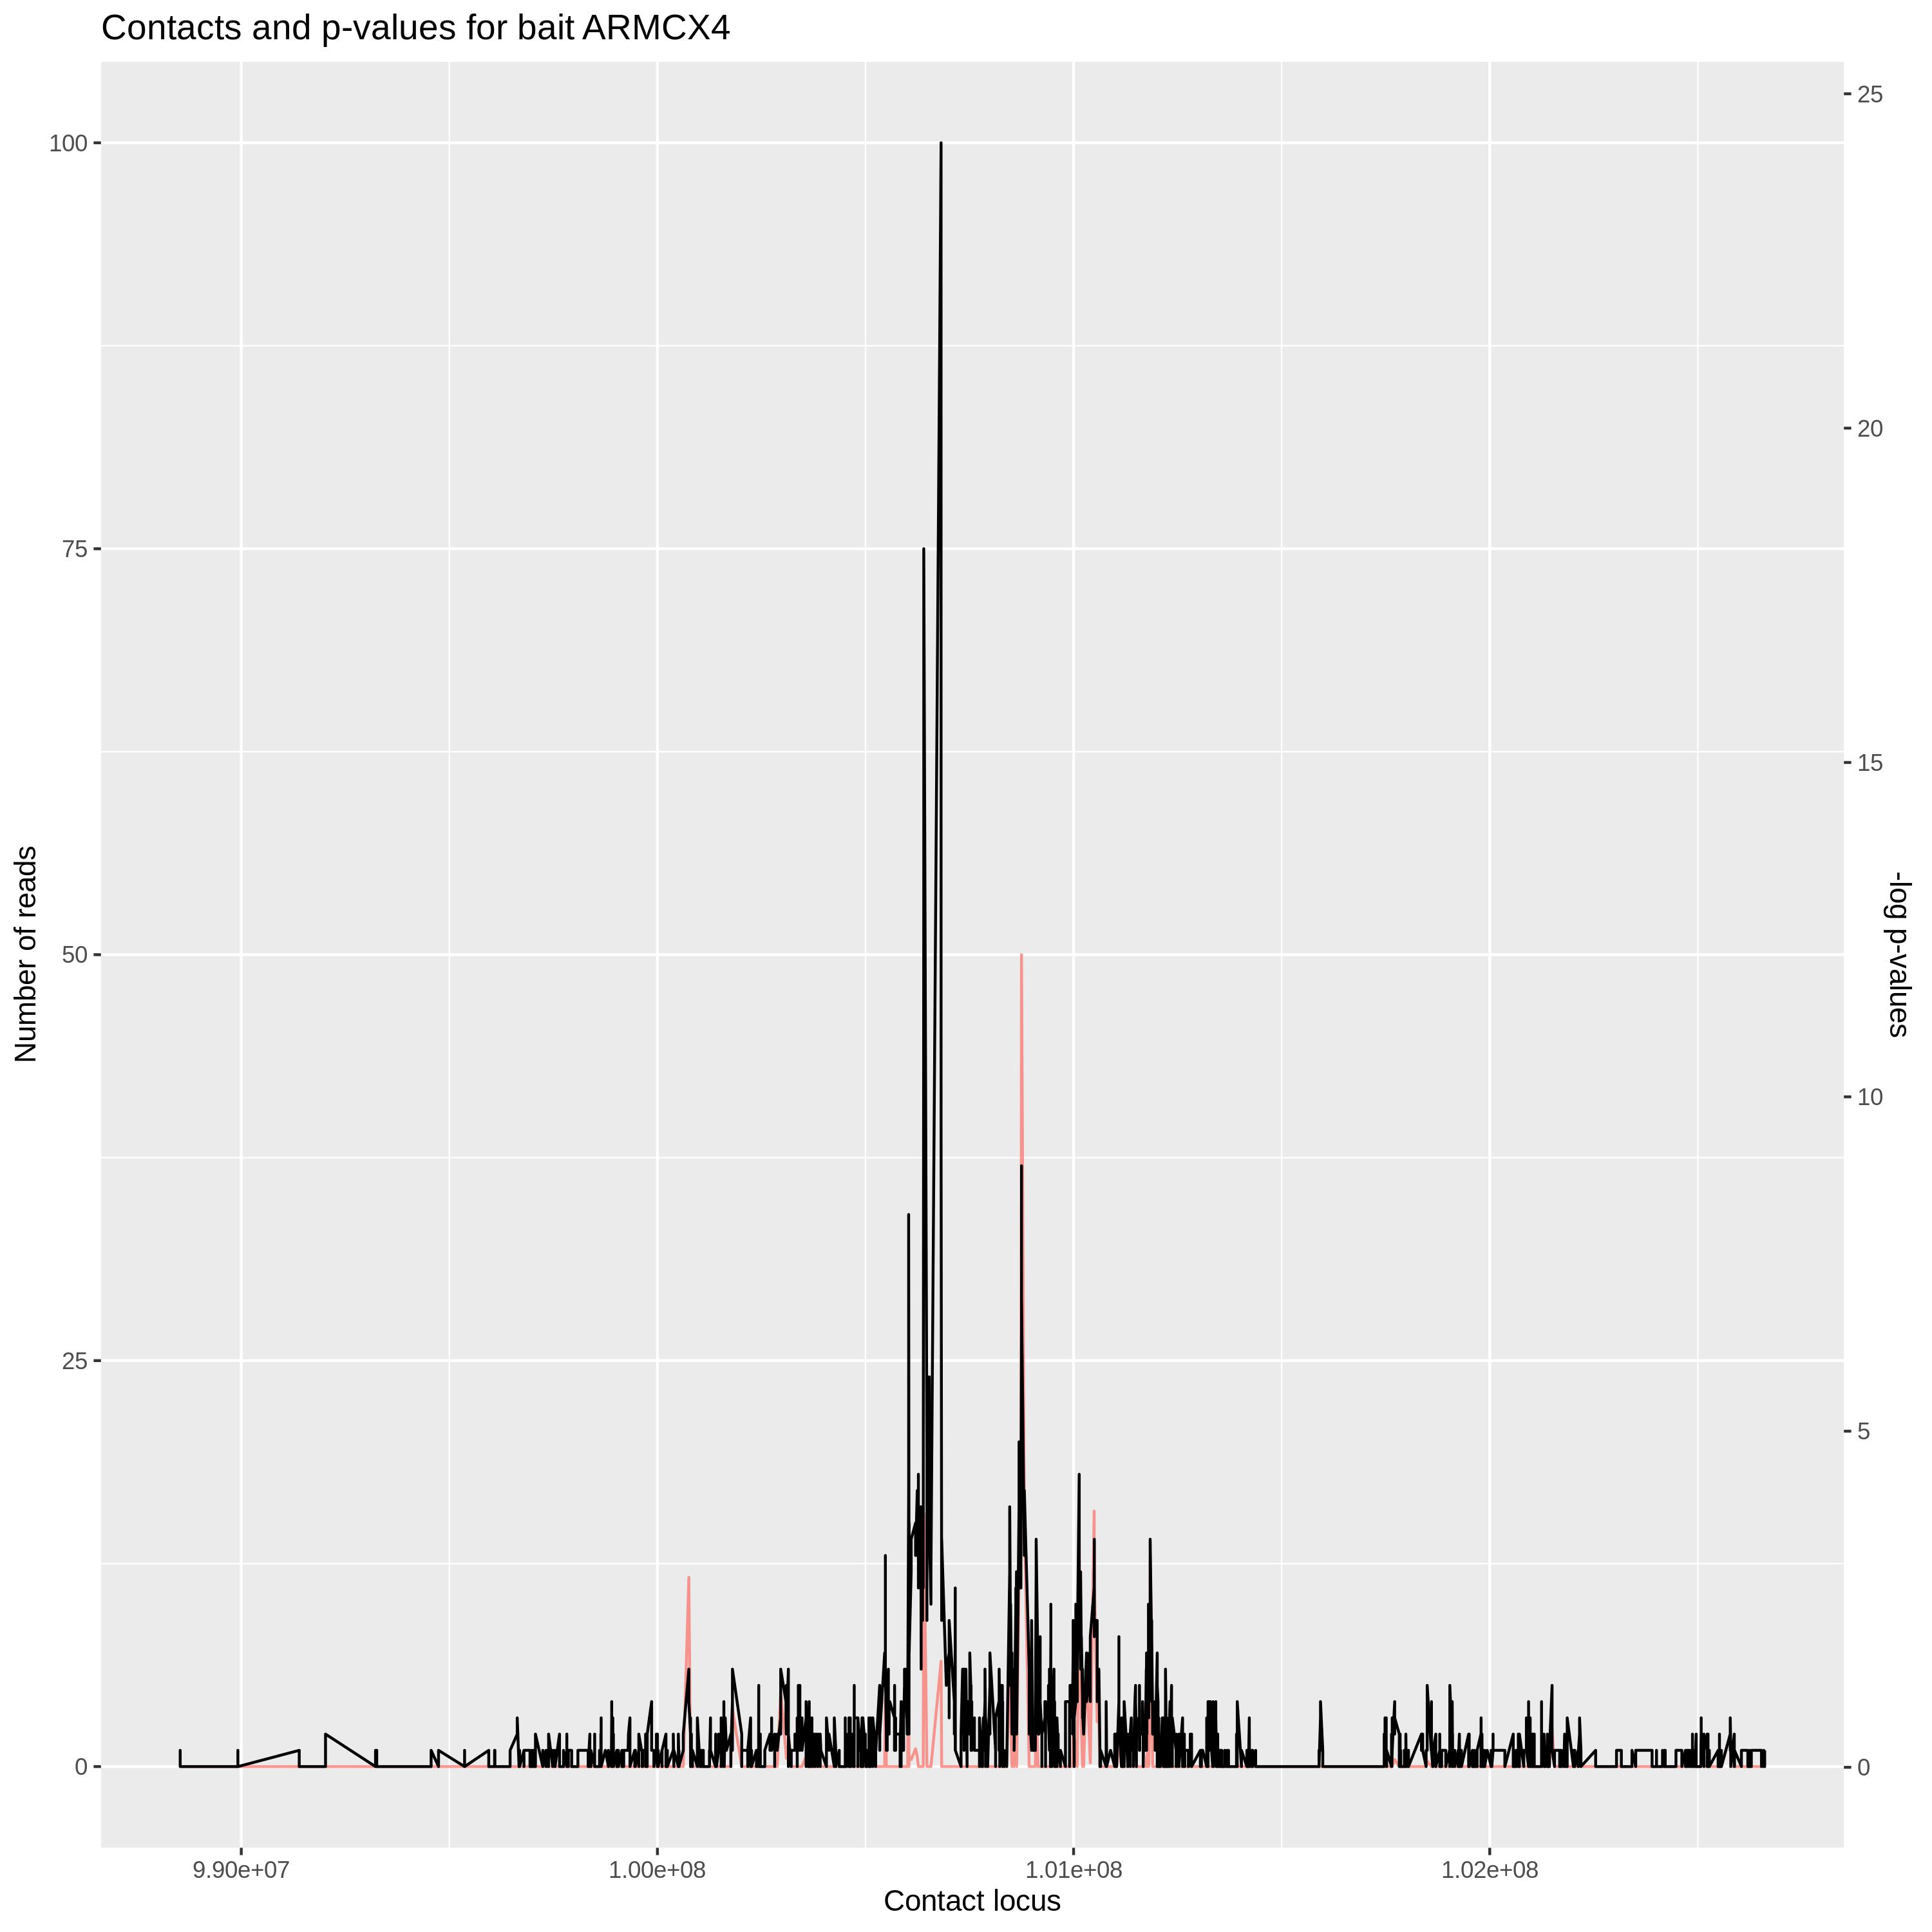 Contacts and p-values for bait ARMCX4
Number of reads
100
75
50
25
0
25
20
15
10
5
0
-log p-values
9.90e+07
1.00e+08
1.01e+08
1.02e+08
Contact locus